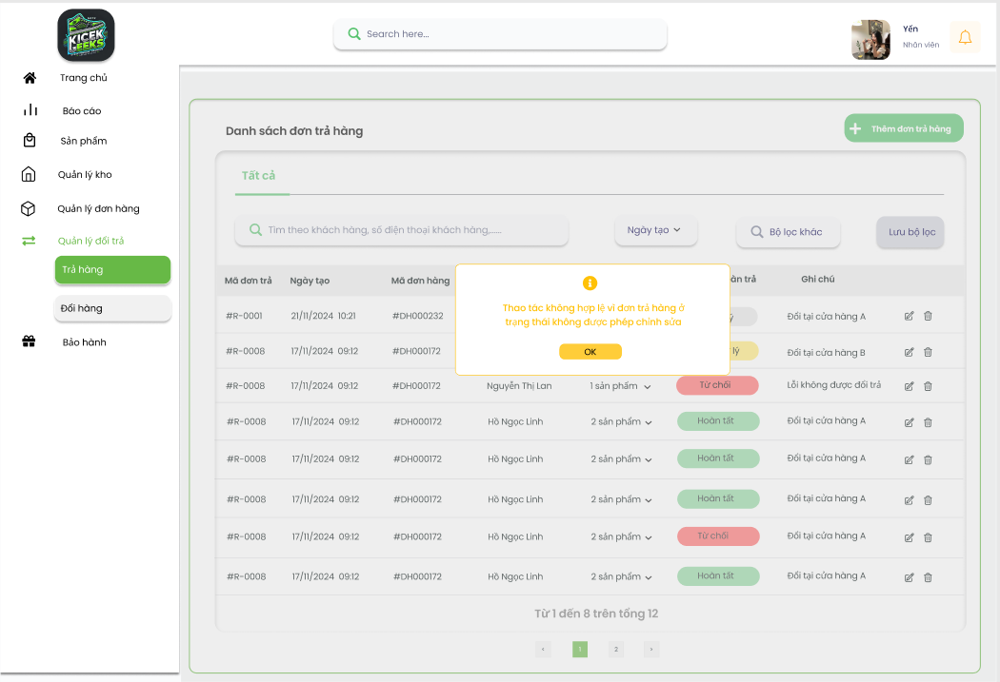 KICEK
EEKS
Search here...
Yến
Nhân viên
Trang chủ
Báo cáo
Sản phẩm
Quản lý kho
Quản lý đơn hàng
Quản lý đổi trả
Trả hàng
Đổi hàng
Bảo hành
Danh sách đơn trả hàng
Thêm đơn trả hàng
Tất cả
Tìm theo khách hàng, số điện thoại khách hàng,......
Ngày tạo
Bộ lọc khác
Lưu bộ lọc
Mã đơn trả Ngày tạo Mã đơn hàng àn trả Ghi chú
#R-0001 21/11/2024 10:21 #DH000232 ý Đổi tại cửa hàng A
#R-0008 17/11/2024 09:12 #DH000172 lý Đổi tại cửa hàng B
#R-0008 17/11/2024 09:12 #DH000172 Nguyễn Thị Lan 1 sản phẩm Từ chối Lỗi không được đổi trả
#R-0008 17/11/2024 09:12 #DH000172 Hồ Ngọc Linh 2 sản phẩm Hoàn tất Đổi tại cửa hàng A
#R-0008 17/11/2024 09:12 #DH000172 Hồ Ngọc Linh 2 sản phẩm Hoàn tất Đổi tại cửa hàng A
#R-0008 17/11/2024 09:12 #DH000172 Hồ Ngọc Linh 2 sản phẩm Hoàn tất Đổi tại cửa hàng A
#R-0008 17/11/2024 09:12 #DH000172 Hồ Ngọc Linh 2 sản phẩm Từ chối Đổi tại cửa hàng A
#R-0008 17/11/2024 09:12 #DH000172 Hồ Ngọc Linh 2 sản phẩm Hoàn tất Đổi tại cửa hàng A
Thao tác không hợp lệ vì đơn trả hàng ở
trạng thái không được phép chỉnh sửa
OK
Từ 1 đến 8 trên tổng 12
‹ 1 2 ›